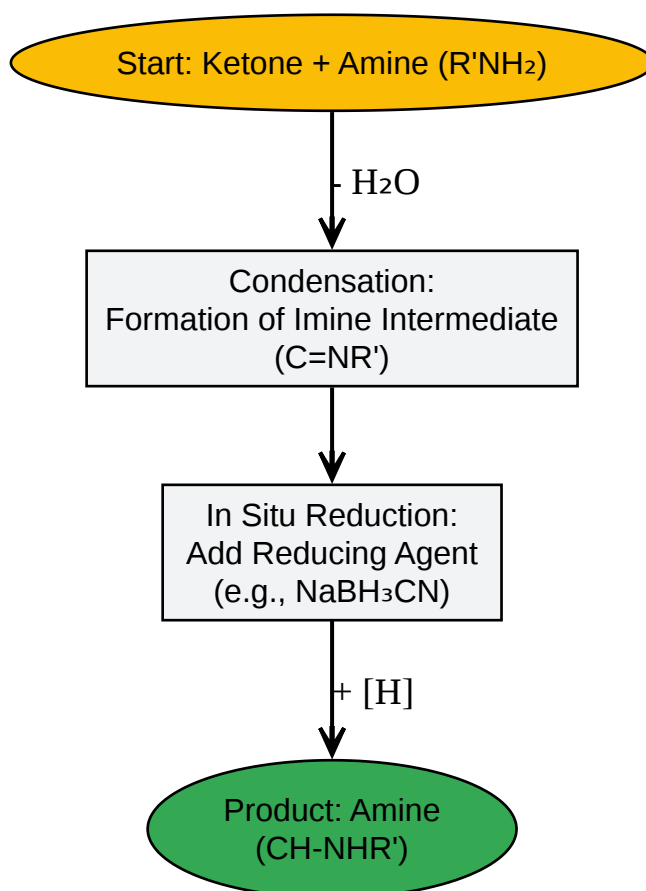 Start: Ketone + Amine (R'NH₂)
- H₂O
Condensation:
Formation of Imine Intermediate
(C=NR')
In Situ Reduction:
Add Reducing Agent
(e.g., NaBH₃CN)
+ [H]
Product: Amine
(CH-NHR')